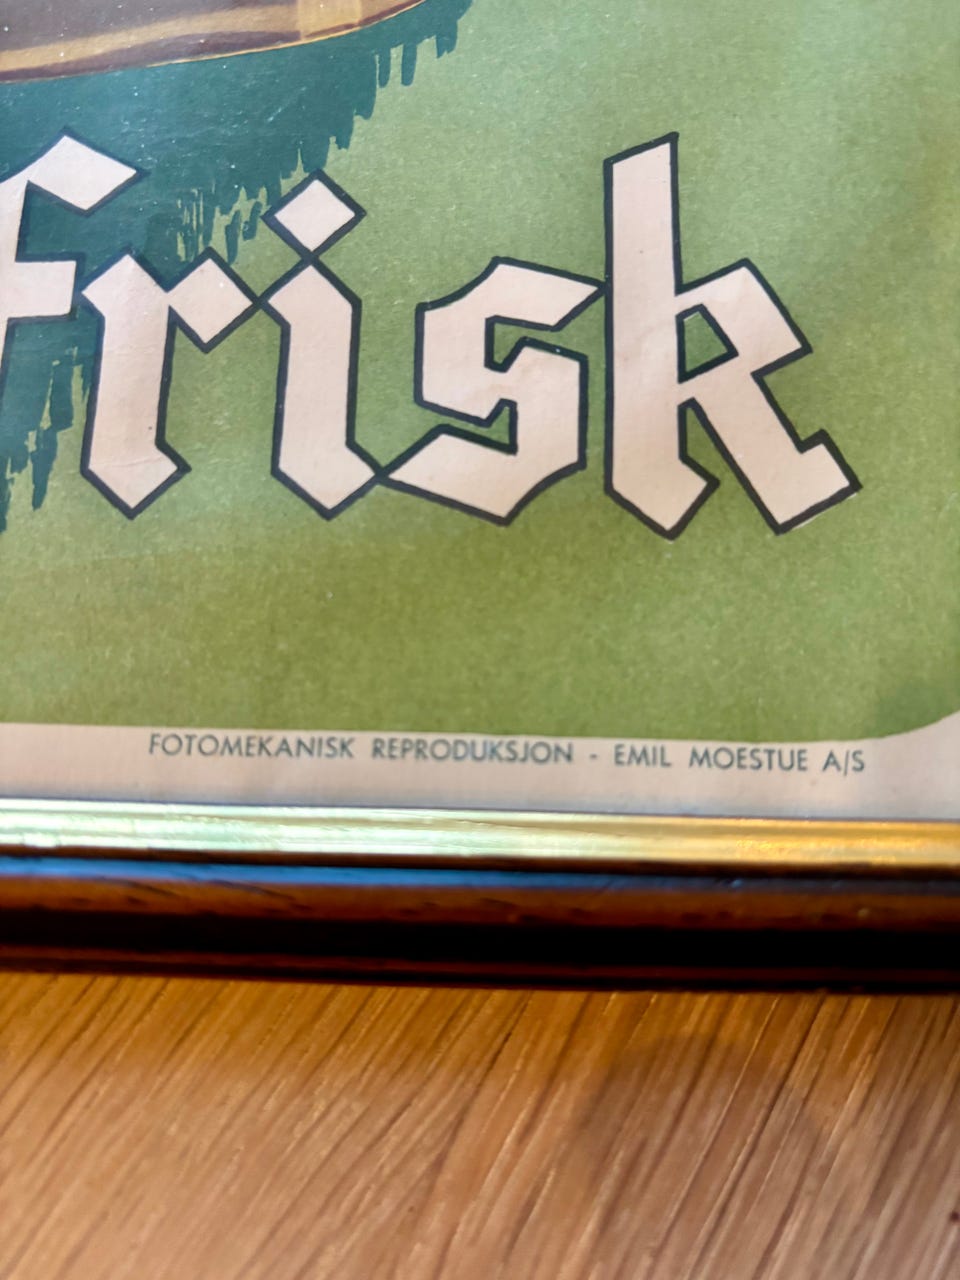 frisk
FOTOMEKANISK REPRODUKSJON - EMIL MOESTUE A/S